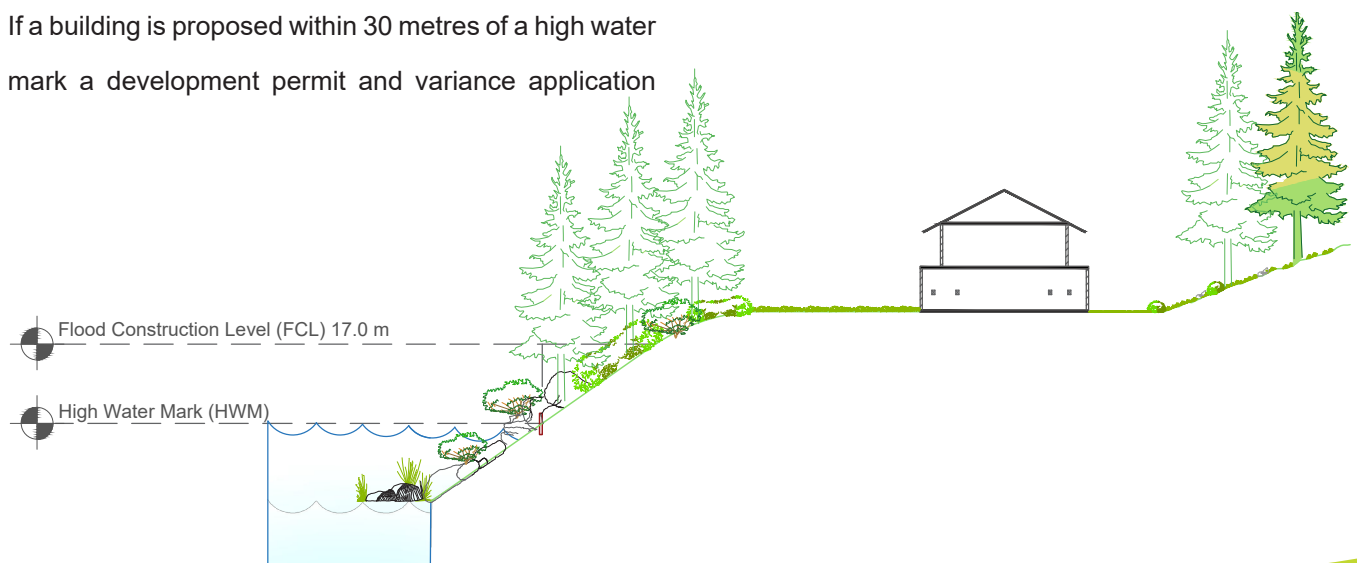 If a building is proposed within 30 metres of a high water
mark a development permit and variance application
Flood Construction Level (FCL) 17.0 m
High Water Mark (HWM)